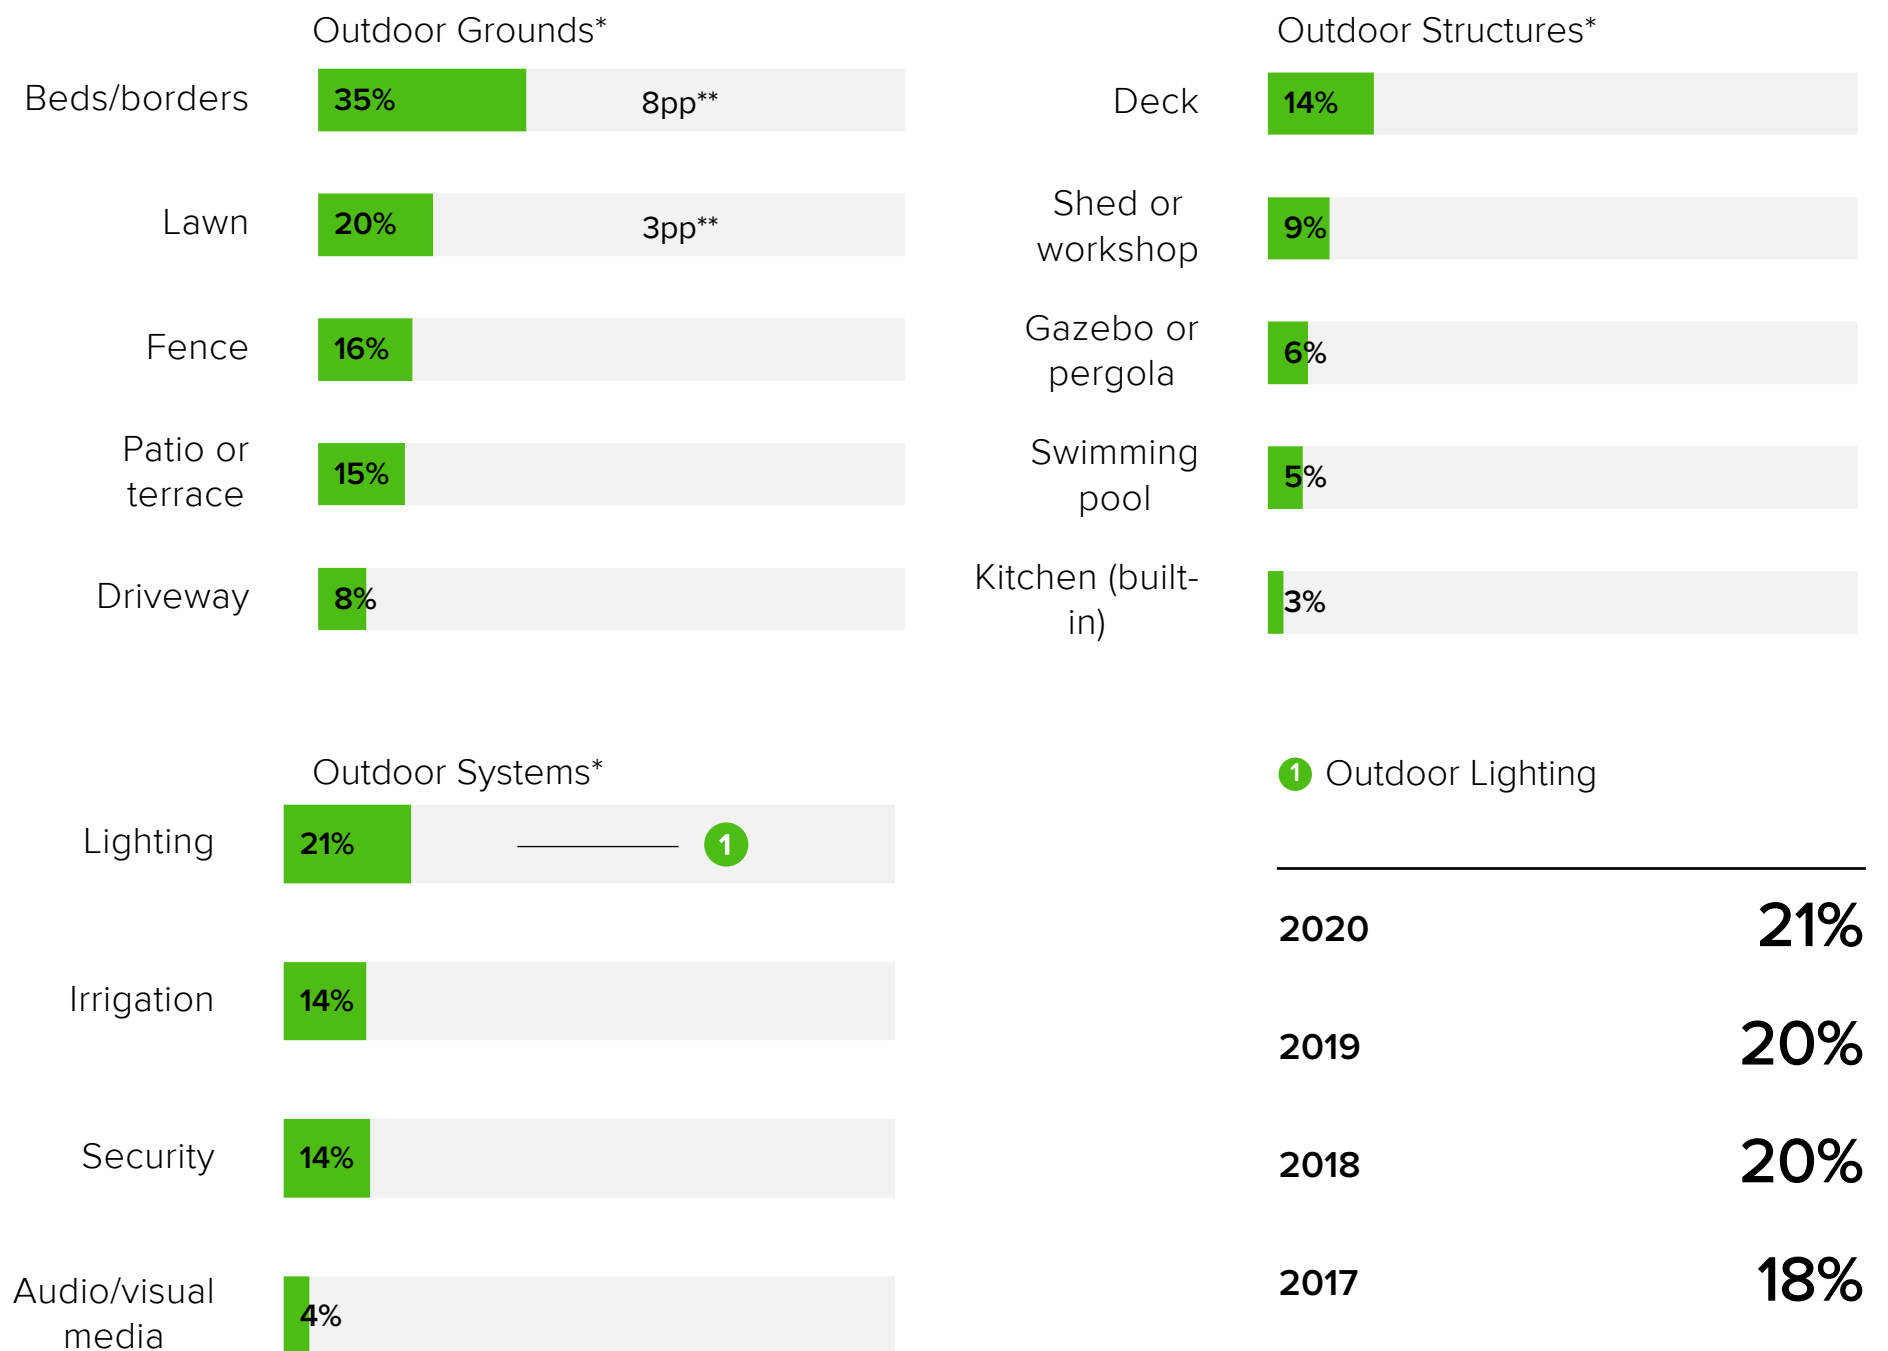 Outdoor Grounds*
Beds/borders
35%
8pp**
Lawn
20%
3pp**
Fence
16%
Patio or
terrace
15%
Driveway
8%
Outdoor Structures*
Deck
14%
Shed or
workshop
9%
Gazebo or
pergola
6%
Swimming
pool
5%
Kitchen (built-
in)
3%
Outdoor Systems*
Lighting
21%
1
Irrigation
14%
Security
14%
Audio/visual
media
4%
1 Outdoor Lighting
2020 21%
2019 20%
2018 20%
2017 18%